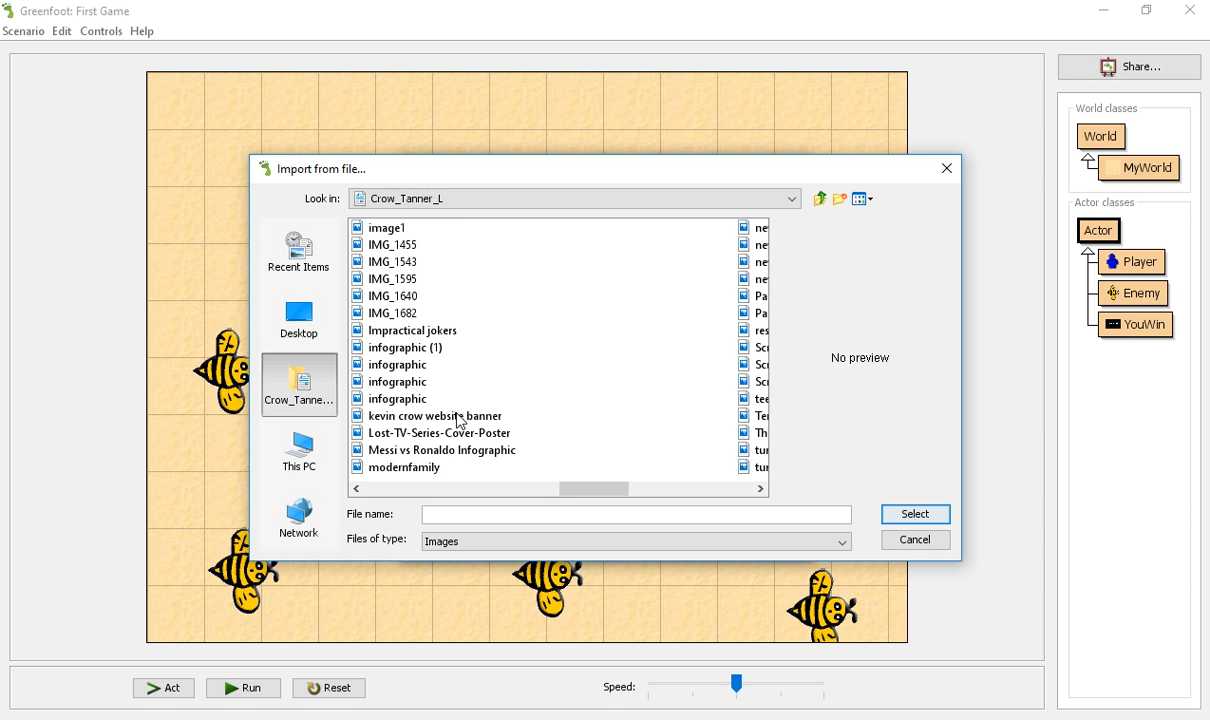 Greenfoot: First Game
Scenario Edit Controls Help
Share...
World classes
World
MyWorld
Actor classes
Actor
Player
Enemy
YouWin
Import from file...
Look in: Crow_Tanner_L
Recent Items
Desktop
Crow_Tanne...
This PC
Network
image1
IMG_1455
IMG_1543
IMG_1595
IMG_1640
IMG_1682
Impractical jokers
infographic (1)
infographic
infographic
infographic
kevin crow website banner
Lost-TV-Series-Cover-Poster
Messi vs Ronaldo Infographic
modernfamily
No preview
File name:
Select
Files of type: Images
Cancel
Act Run Reset Speed: